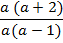 a (a + 2)
a(a − 1)